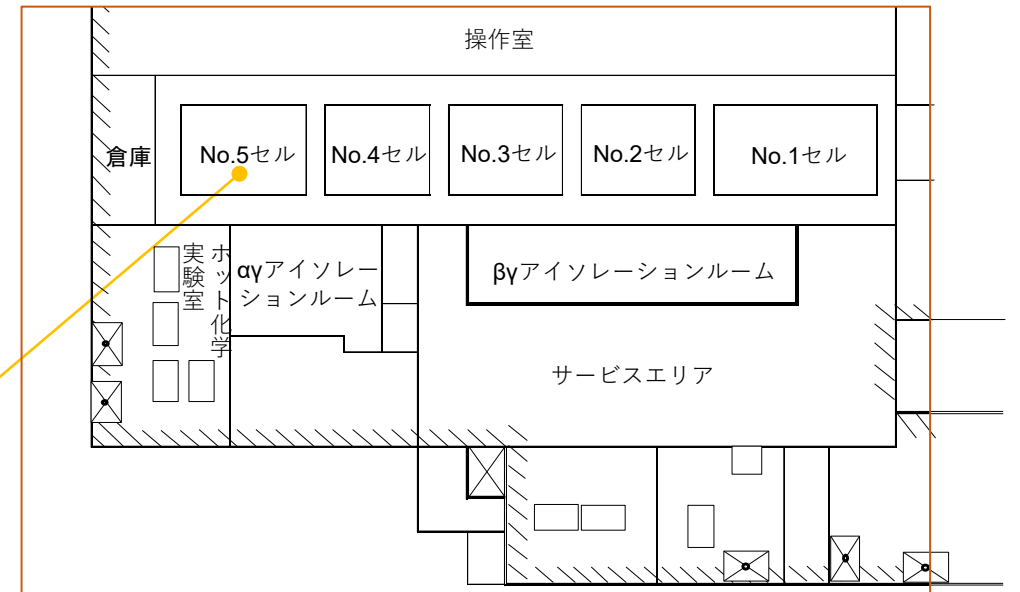 操作室
倉庫
No.5セル
No.4セル
No.3セル
No.2セル
No.1セル
ホット化学
実験室
αγアイソレー
ションルーム
βγアイソレーションルーム
サービスエリア